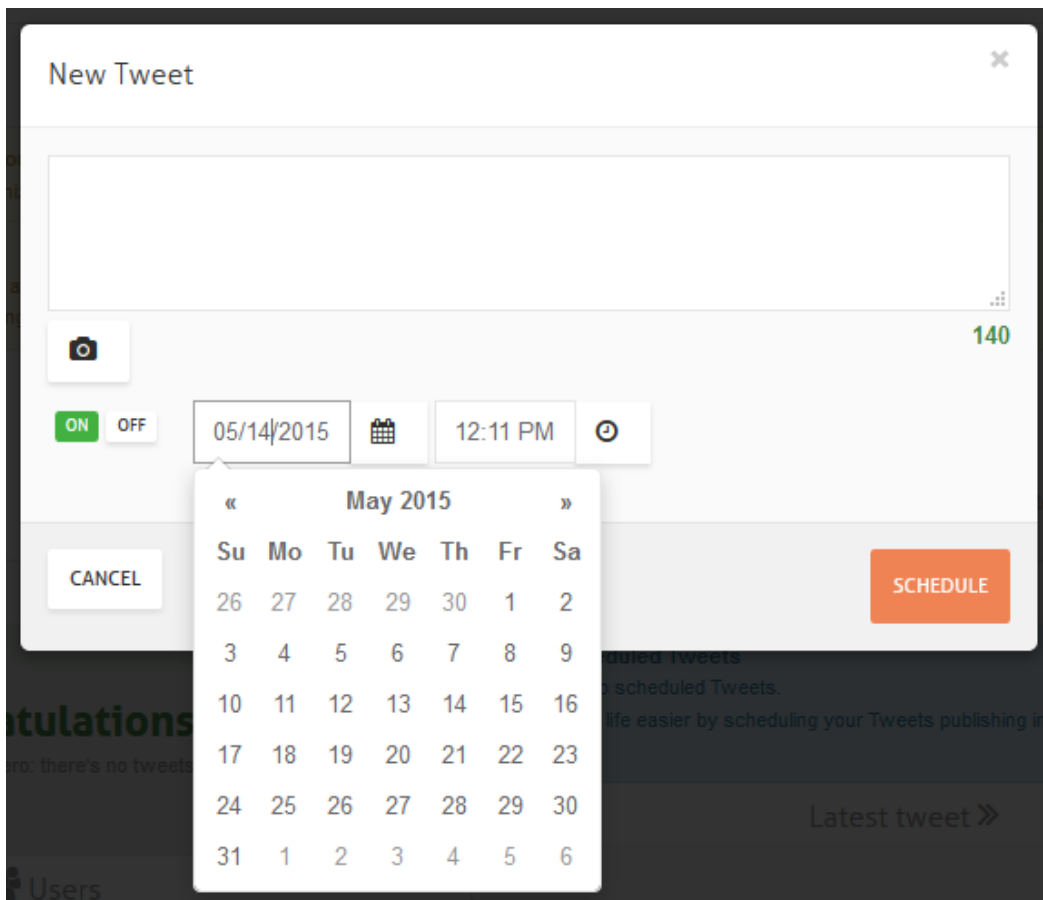 New Tweet
×
140
ON OFF 05/14/2015 12:11 PM
« May 2015 »
Su Mo Tu We Th Fr Sa
26 27 28 29 30 1 2
3 4 5 6 7 8 9
10 11 12 13 14 15 16
17 18 19 20 21 22 23
24 25 26 27 28 29 30
31 1 2 3 4 5 6
CANCEL
SCHEDULE
duled Tweets
scheduled Tweets.
life easier by scheduling your Tweets publishing
atulations
ero: there's no tweets
Latest tweet »
Users